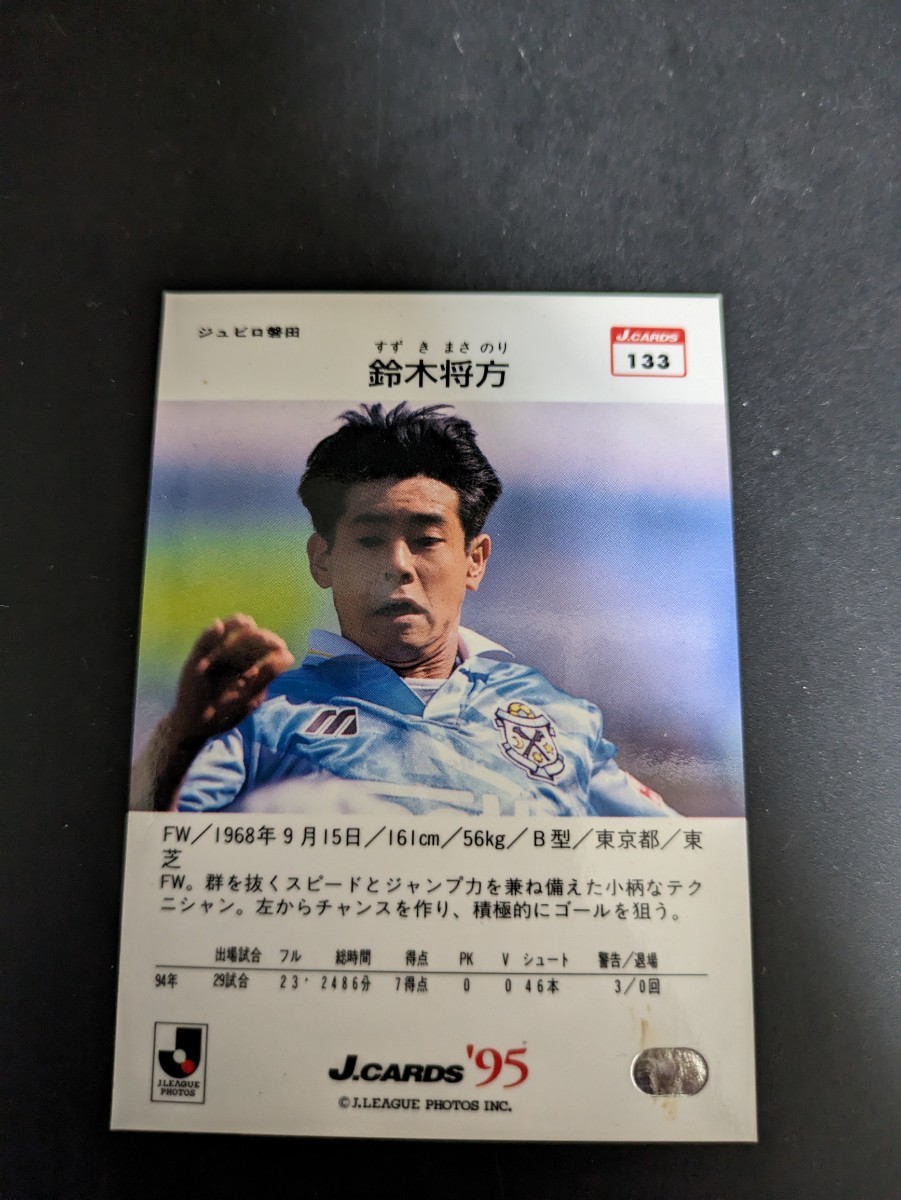 ジュビロ磐田
すず き まさ のり
鈴木将方
J.CARDS
133
FW／1968年9月15日／161cm／56kg／B型／東京都／東
芝
FW。群を抜くスピードとジャンプ力を兼ね備えた小柄なテク
ニシャン。左からチャンスを作り、積極的にゴールを狙う。
出場試合 フル 総時間 得点 PK V シュート 警告/退場
94年 29試合 23' 2486分 7得点 0 0 46本 3/0回
J.LEAGUE
PHOTOS
J.CARDS '95
©J.LEAGUE PHOTOS INC.